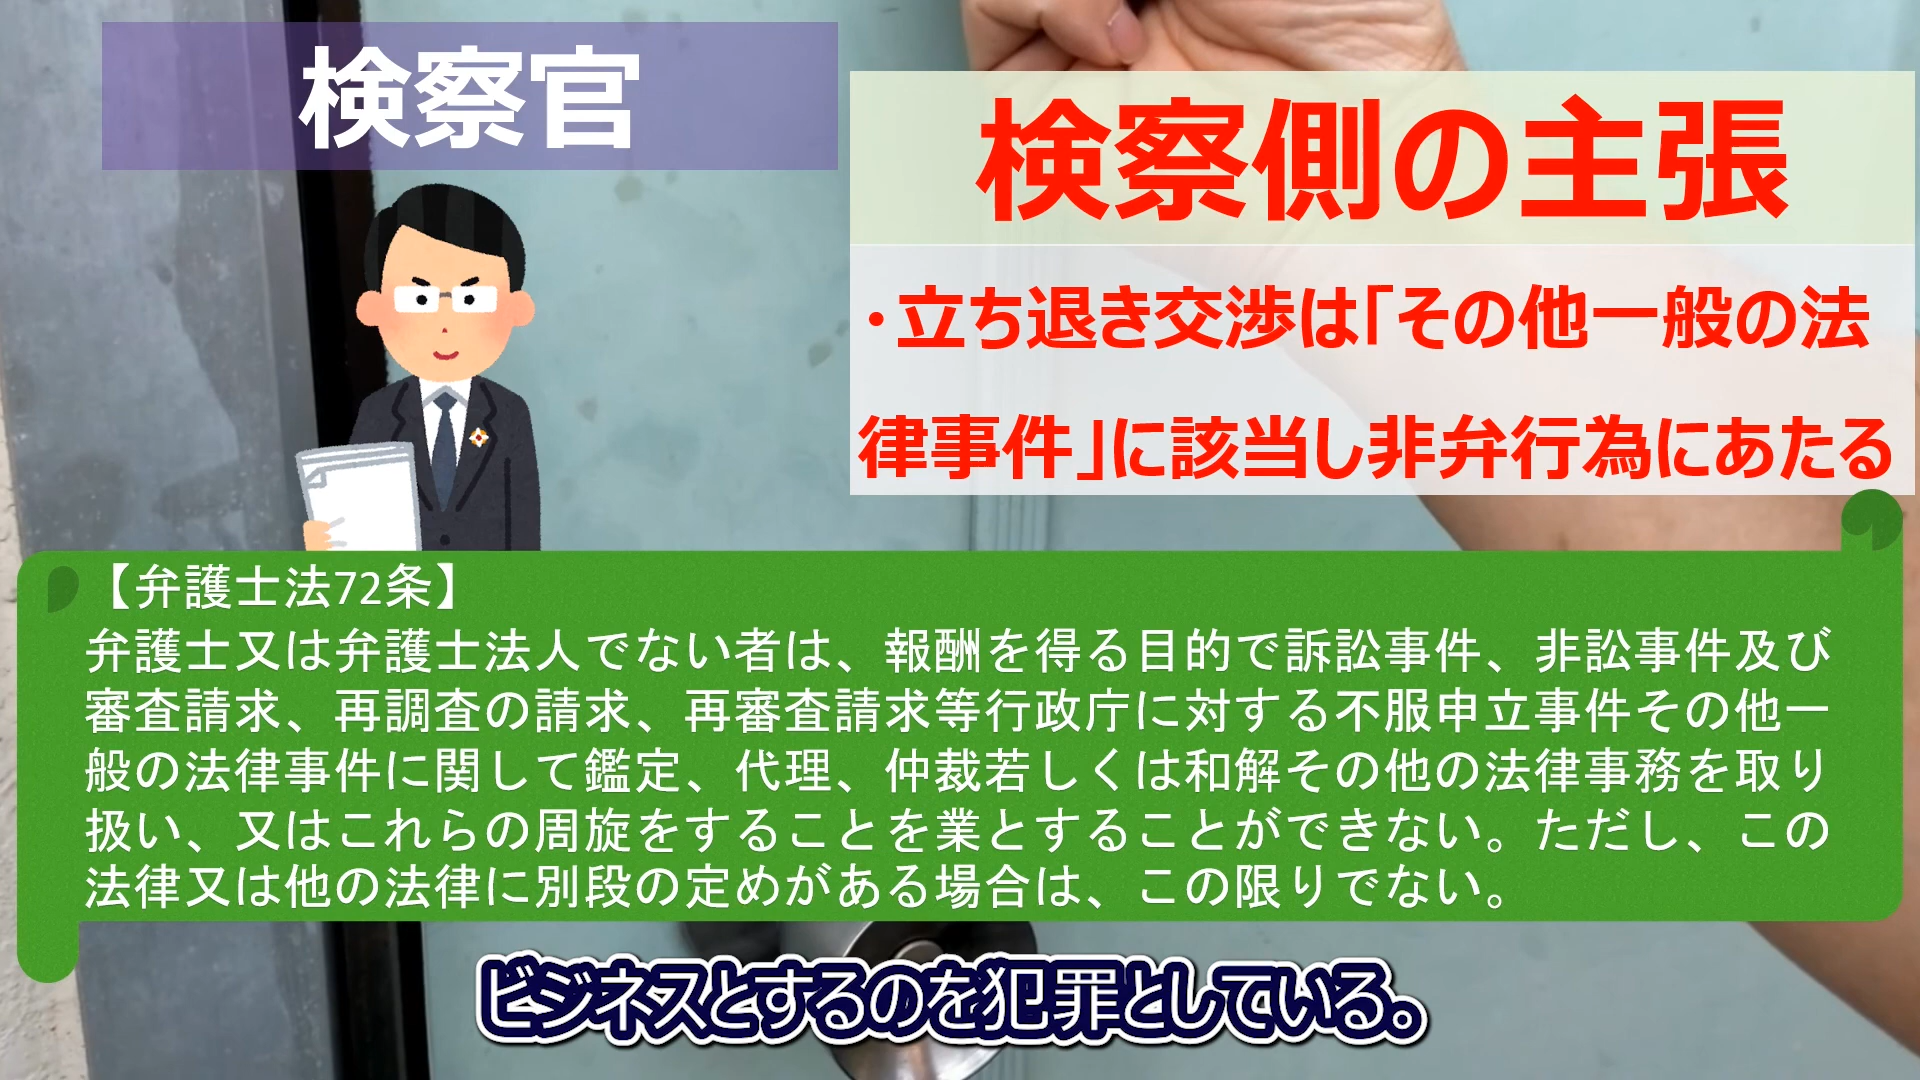 検察官
検察側の主張
・立ち退き交渉は「その他一般の法
律事件」に該当し非弁行為にあたる
【弁護士法72条】
弁護士又は弁護士法人でない者は、報酬を得る目的で訴訟事件、非訟事件及び
審査請求、再調査の請求、再審査請求等行政庁に対する不服申立事件その他一
般の法律事件に関して鑑定、代理、仲裁若しくは和解その他の法律事務を取り
扱い、又はこれらの周旋をすることを業とすることができない。ただし、この
法律又は他の法律に別段の定めがある場合は、この限りでない。
ビジネスとするのを犯罪としている。